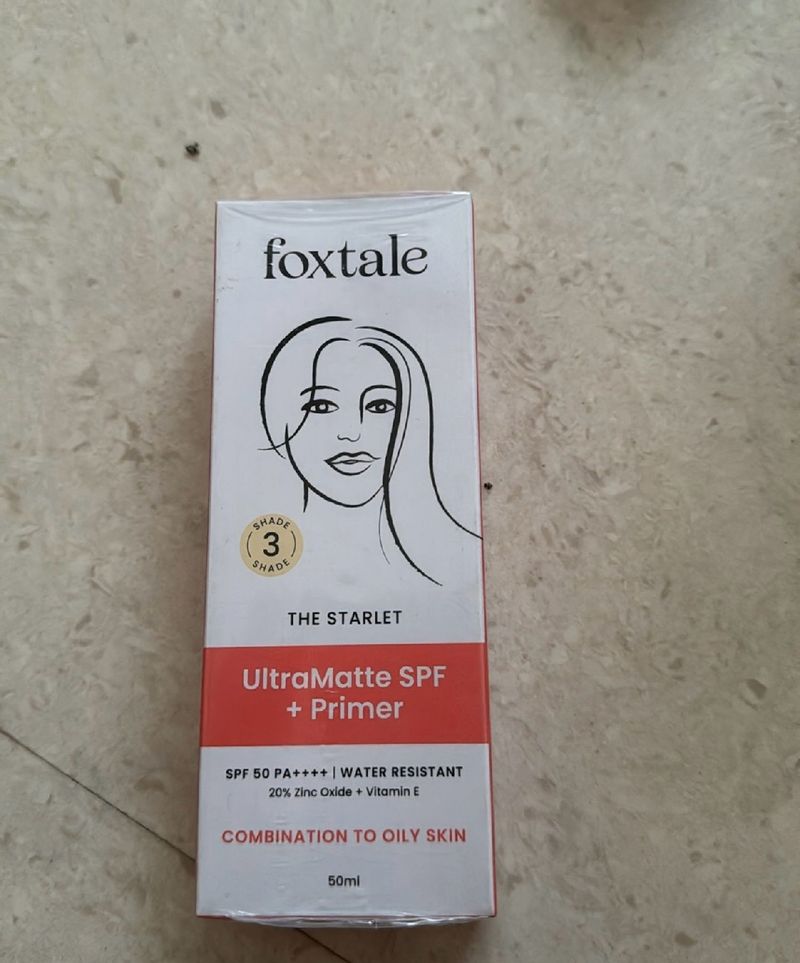 foxtale
SHADE
3
SHADE
THE STARLET
UltraMatte SPF
+ Primer
SPF 50 PA++++ | WATER RESISTANT
20% Zinc Oxide + Vitamin E
COMBINATION TO OILY SKIN
50ml